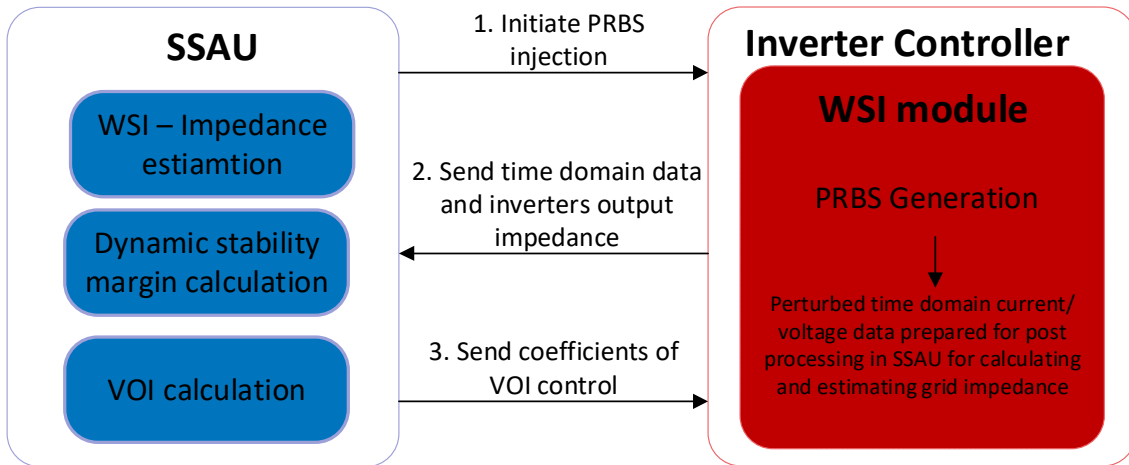 SSAU
WSI – Impedance
estiamtion
Dynamic stability
margin calculation
VOI calculation
1. Initiate PRBS
injection
2. Send time domain data
and inverters output
impedance
3. Send coefficients of
VOI control
Inverter Controller
WSI module
PRBS Generation
Perturbed time domain current/
voltage data prepared for post
processing in SSAU for calculating
and estimating grid impedance